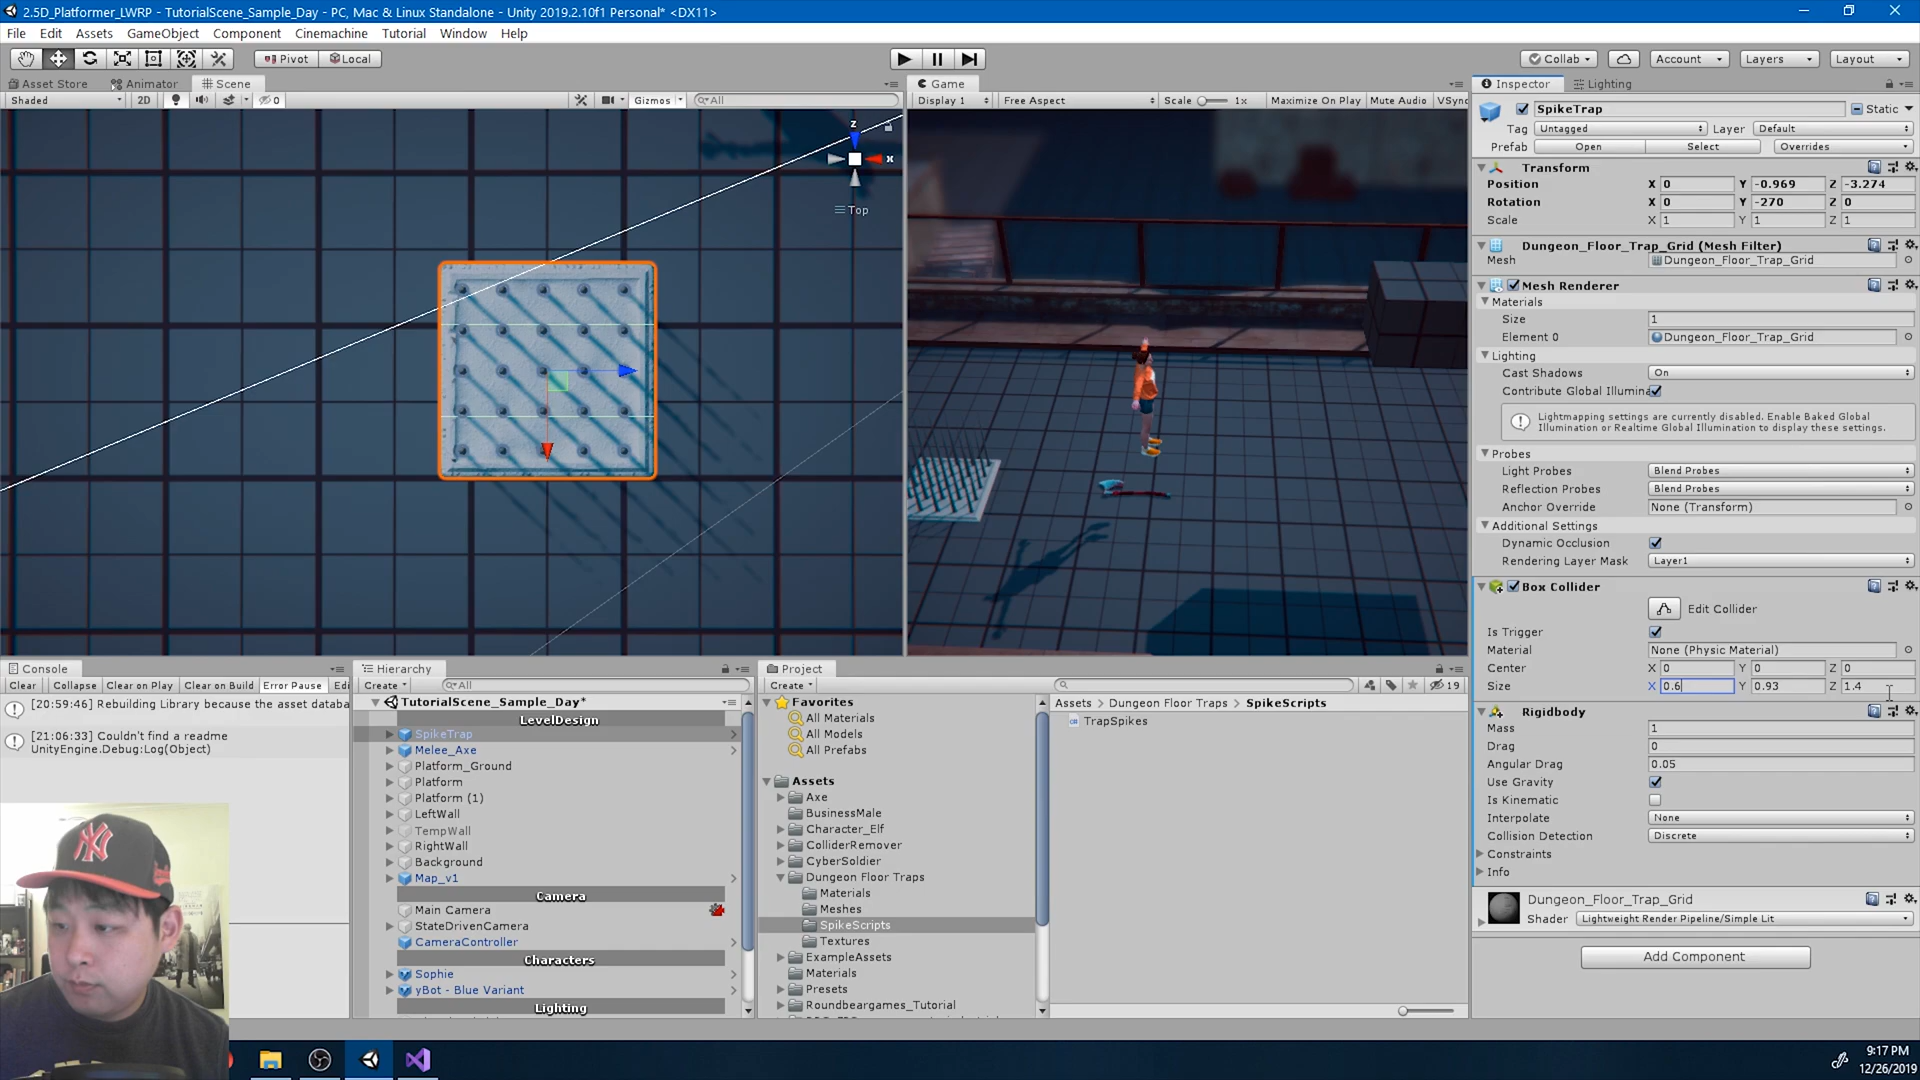 2.5D_Platformer_LWRP - TutorialScene_Sample_Day - PC, Mac & Linux Standalone - Unity 2019.2.10f1 Personal* <DX11>
File Edit Assets GameObject Component Cinemachine Tutorial Window Help
Pivot Local
Collab Account Layers Layout
Asset Store Animator Scene
Shaded 2D 0 Gizmos All
z
x
Top
Game
Display 1 Free Aspect Scale 1x Maximize On Play Mute Audio VSync
Inspector Lighting
SpikeTrap Static
Tag Untagged Layer Default
Prefab Open Select Overrides
Transform
Position X 0 Y -0.969 Z -3.274
Rotation X 0 Y -270 Z 0
Scale X 1 Y 1 Z 1
Dungeon_Floor_Trap_Grid (Mesh Filter)
Mesh Dungeon_Floor_Trap_Grid
Mesh Renderer
Materials
Size 1
Element 0 Dungeon_Floor_Trap_Grid
Lighting
Cast Shadows On
Contribute Global Illumina
Lightmapping settings are currently disabled. Enable Baked Global
Illumination or Realtime Global Illumination to display these settings.
Probes
Light Probes Blend Probes
Reflection Probes Blend Probes
Anchor Override None (Transform)
Additional Settings
Dynamic Occlusion
Rendering Layer Mask Layer1
Box Collider
Edit Collider
Is Trigger
Material None (Physic Material)
Center X 0 Y 0 Z 0
Size X 0.6 Y 0.93 Z 1.4
Rigidbody
Mass 1
Drag 0
Angular Drag 0.05
Use Gravity
Is Kinematic
Interpolate None
Collision Detection Discrete
Constraints
Info
Dungeon_Floor_Trap_Grid
Shader Lightweight Render Pipeline/Simple Lit
Add Component
Console
Clear Collapse Clear on Play Clear on Build Error Pause Edi
[20:59:46] Rebuilding Library because the asset databa
[21:06:33] Couldn't find a readme
UnityEngine.Debug:Log(Object)
Hierarchy
Create All
TutorialScene_Sample_Day*
LevelDesign
SpikeTrap
Melee_Axe
Platform_Ground
Platform
Platform (1)
LeftWall
TempWall
RightWall
Background
Map_v1
Camera
Main Camera
StateDrivenCamera
CameraController
Characters
Sophie
yBot - Blue Variant
Lighting
Project
Create 19
Favorites
All Materials
All Models
All Prefabs
Assets
Axe
BusinessMale
Character_Elf
ColliderRemover
CyberSoldier
Dungeon Floor Traps
Materials
Meshes
SpikeScripts
Textures
ExampleAssets
Materials
Presets
Roundbeargames_Tutorial
Assets > Dungeon Floor Traps > SpikeScripts
TrapSpikes
9:17 PM
12/26/2019